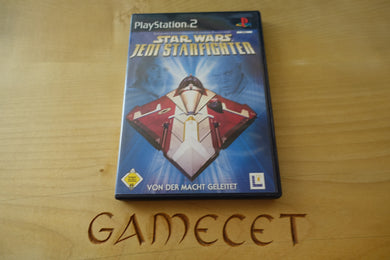 PlayStation.2
STAR WARS
JEDI STARFIGHTER
VON DER MACHT GELEITET
GAMECET